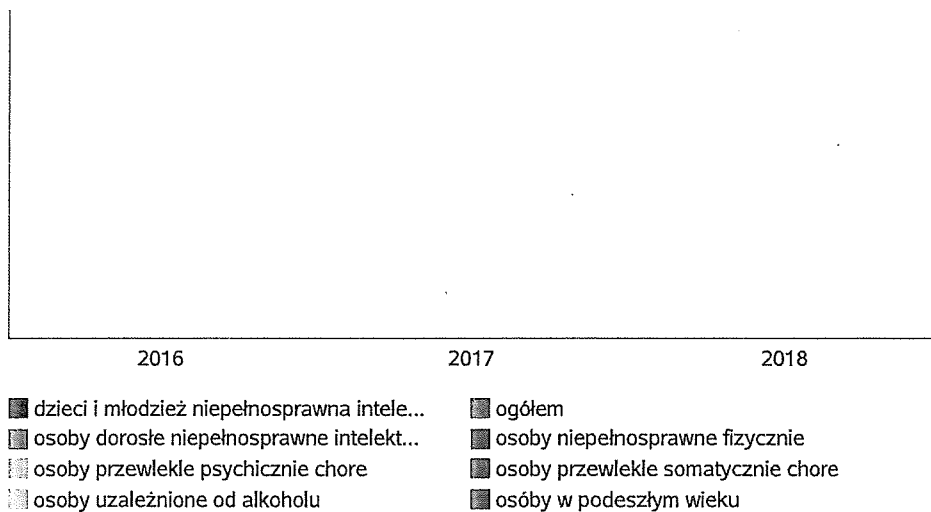 2016 2017 2018
dzieci i młodzież niepełnosprawna intele... ogółem
osoby dorosłe niepełnosprawne intelekt... osoby niepełnosprawne fizycznie
osoby przewlekle psychicznie chore osoby przewlekle somatycznie chore
osoby uzależnione od alkoholu osóby w podeszłym wieku